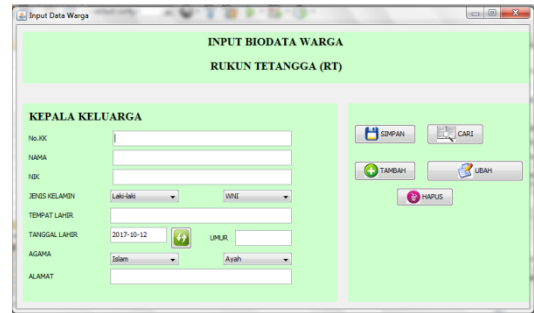 Input Data Warga
INPUT BIODATA WARGA
RUKUN TETANGGA (RT)
KEPALA KELUARGA
No.KK
NAMA
NIK
JENIS KELAMIN Laki-laki WNI
TEMPAT LAHIR
TANGGAL LAHIR 2017-10-12 UMUR
AGAMA Islam Ayah
ALAMAT
SIMPAN CARI
TAMBAH UBAH
HAPUS